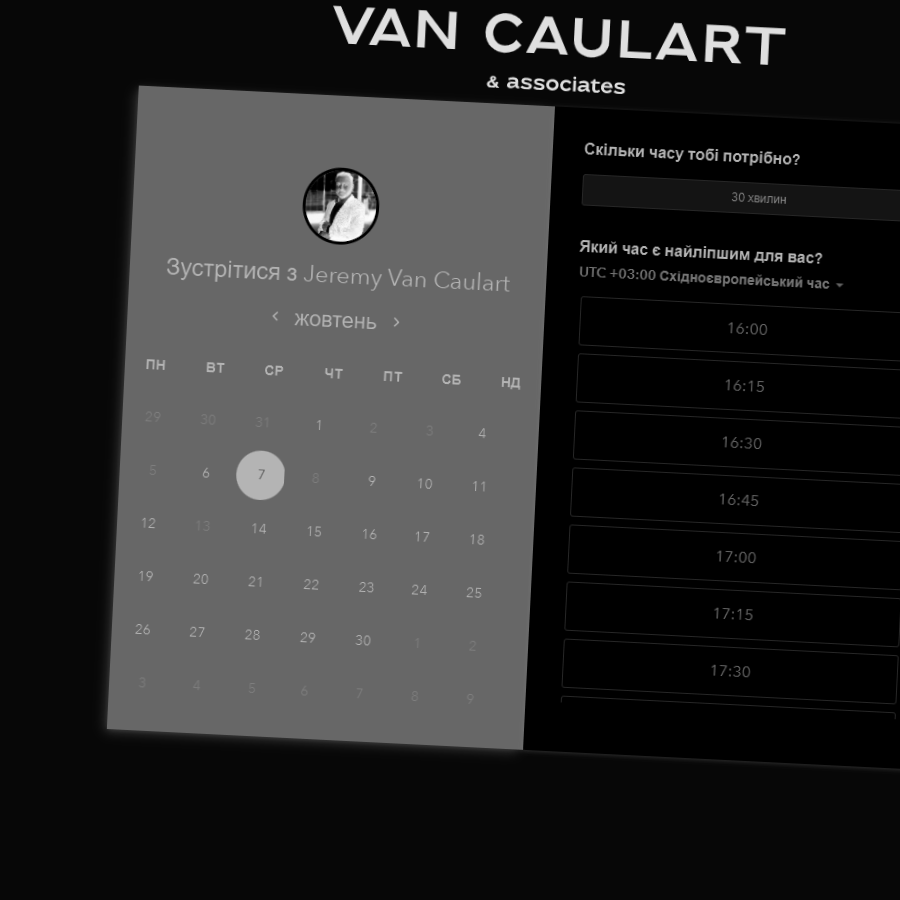 VAN CAULART
& associates
Зустрітися з Jeremy Van Caulart
жовтень
ПН ВТ СР ЧТ ПТ СБ НД
29 30 31 1 2 3 4
5 6 7 8 9 10 11
12 13 14 15 16 17 18
19 20 21 22 23 24 25
26 27 28 29 30 1 2
3 4 5 6 7 8 9
Скільки часу тобі потрібно?
30 хвилин
Який час є найліпшим для вас?
UTC +03:00 Східноєвропейський час
16:00
16:15
16:30
16:45
17:00
17:15
17:30